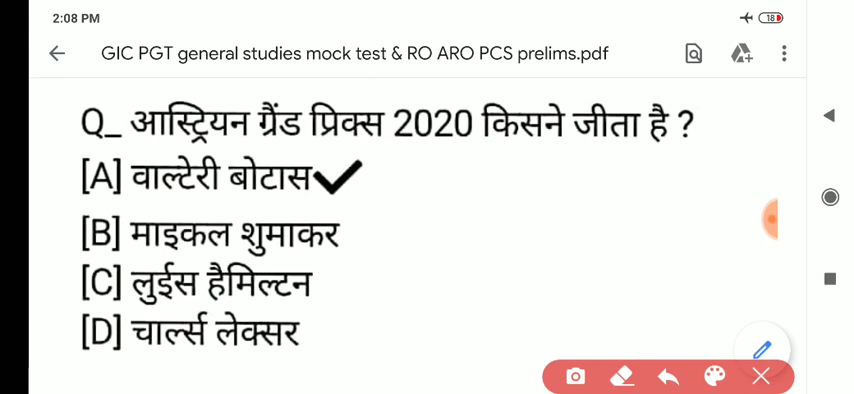 2:08 PM
18
GIC PGT general studies mock test & RO ARO PCS prelims.pdf
Q_ आस्ट्रियन ग्रैंड प्रिक्स 2020 किसने जीता है ?
[A] वाल्टेरी बोटास
[B] माइकल शुमाकर
[C] लुईस हैमिल्टन
[D] चार्ल्स लेक्सर